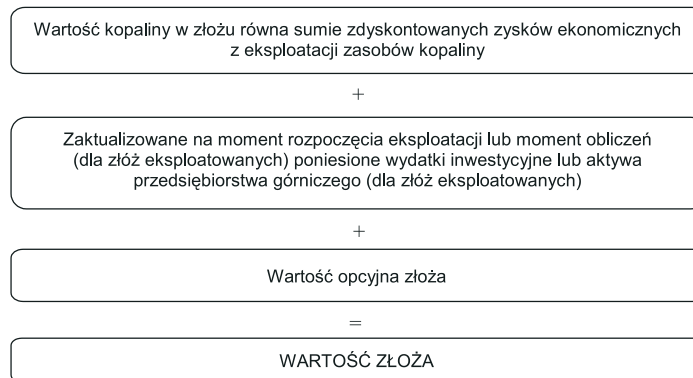 Wartość kopaliny w złożu równa sumie zdyskontowanych zysków ekonomicznych
z eksploatacji zasobów kopaliny
+
Zaktualizowane na moment rozpoczęcia eksploatacji lub moment obliczeń
(dla złóż eksploatowanych) poniesione wydatki inwestycyjne lub aktywa
przedsiębiorstwa górniczego (dla złóż eksploatowanych)
+
Wartość opcyjna złoża
=
WARTOŚĆ ZŁOŻA